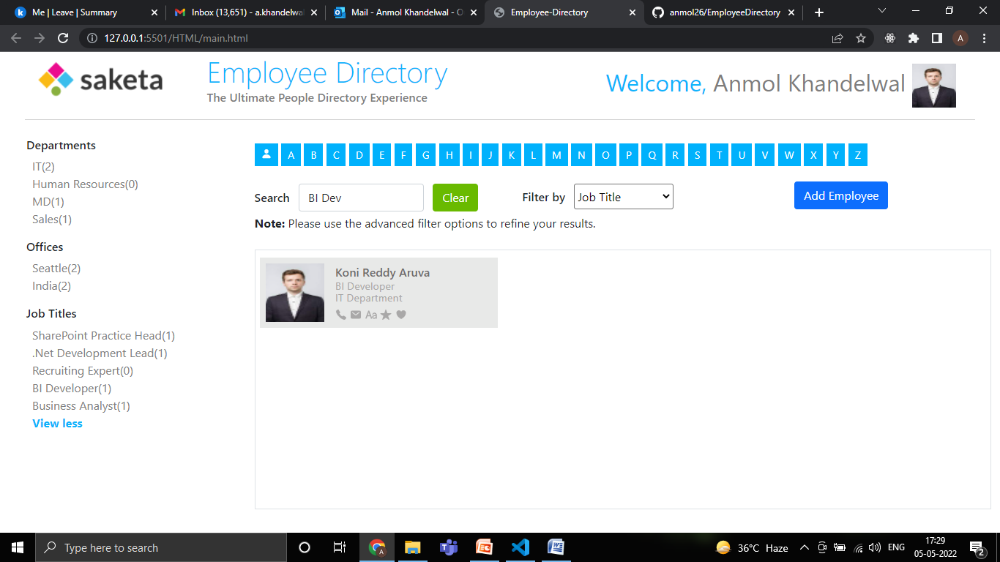 Me | Leave | Summary
Inbox (13,651) - a.khandelwa
Mail - Anmol Khandelwal - O
Employee-Directory
anmol26/EmployeeDirectory
127.0.0.1:5501/HTML/main.html
A
saketa
Employee Directory
The Ultimate People Directory Experience
Welcome, Anmol Khandelwal
Departments
IT(2)
Human Resources(0)
MD(1)
Sales(1)
Offices
Seattle(2)
India(2)
Job Titles
SharePoint Practice Head(1)
.Net Development Lead(1)
Recruiting Expert(0)
BI Developer(1)
Business Analyst(1)
View less
A B C D E F G H I J K L M N O P Q R S T U V W X Y Z
Search BI Dev Clear Filter by Job Title Add Employee
Note: Please use the advanced filter options to refine your results.
Koni Reddy Aruva
BI Developer
IT Department
Aa
Type here to search
36°C Haze
ENG
17:29
05-05-2022
2